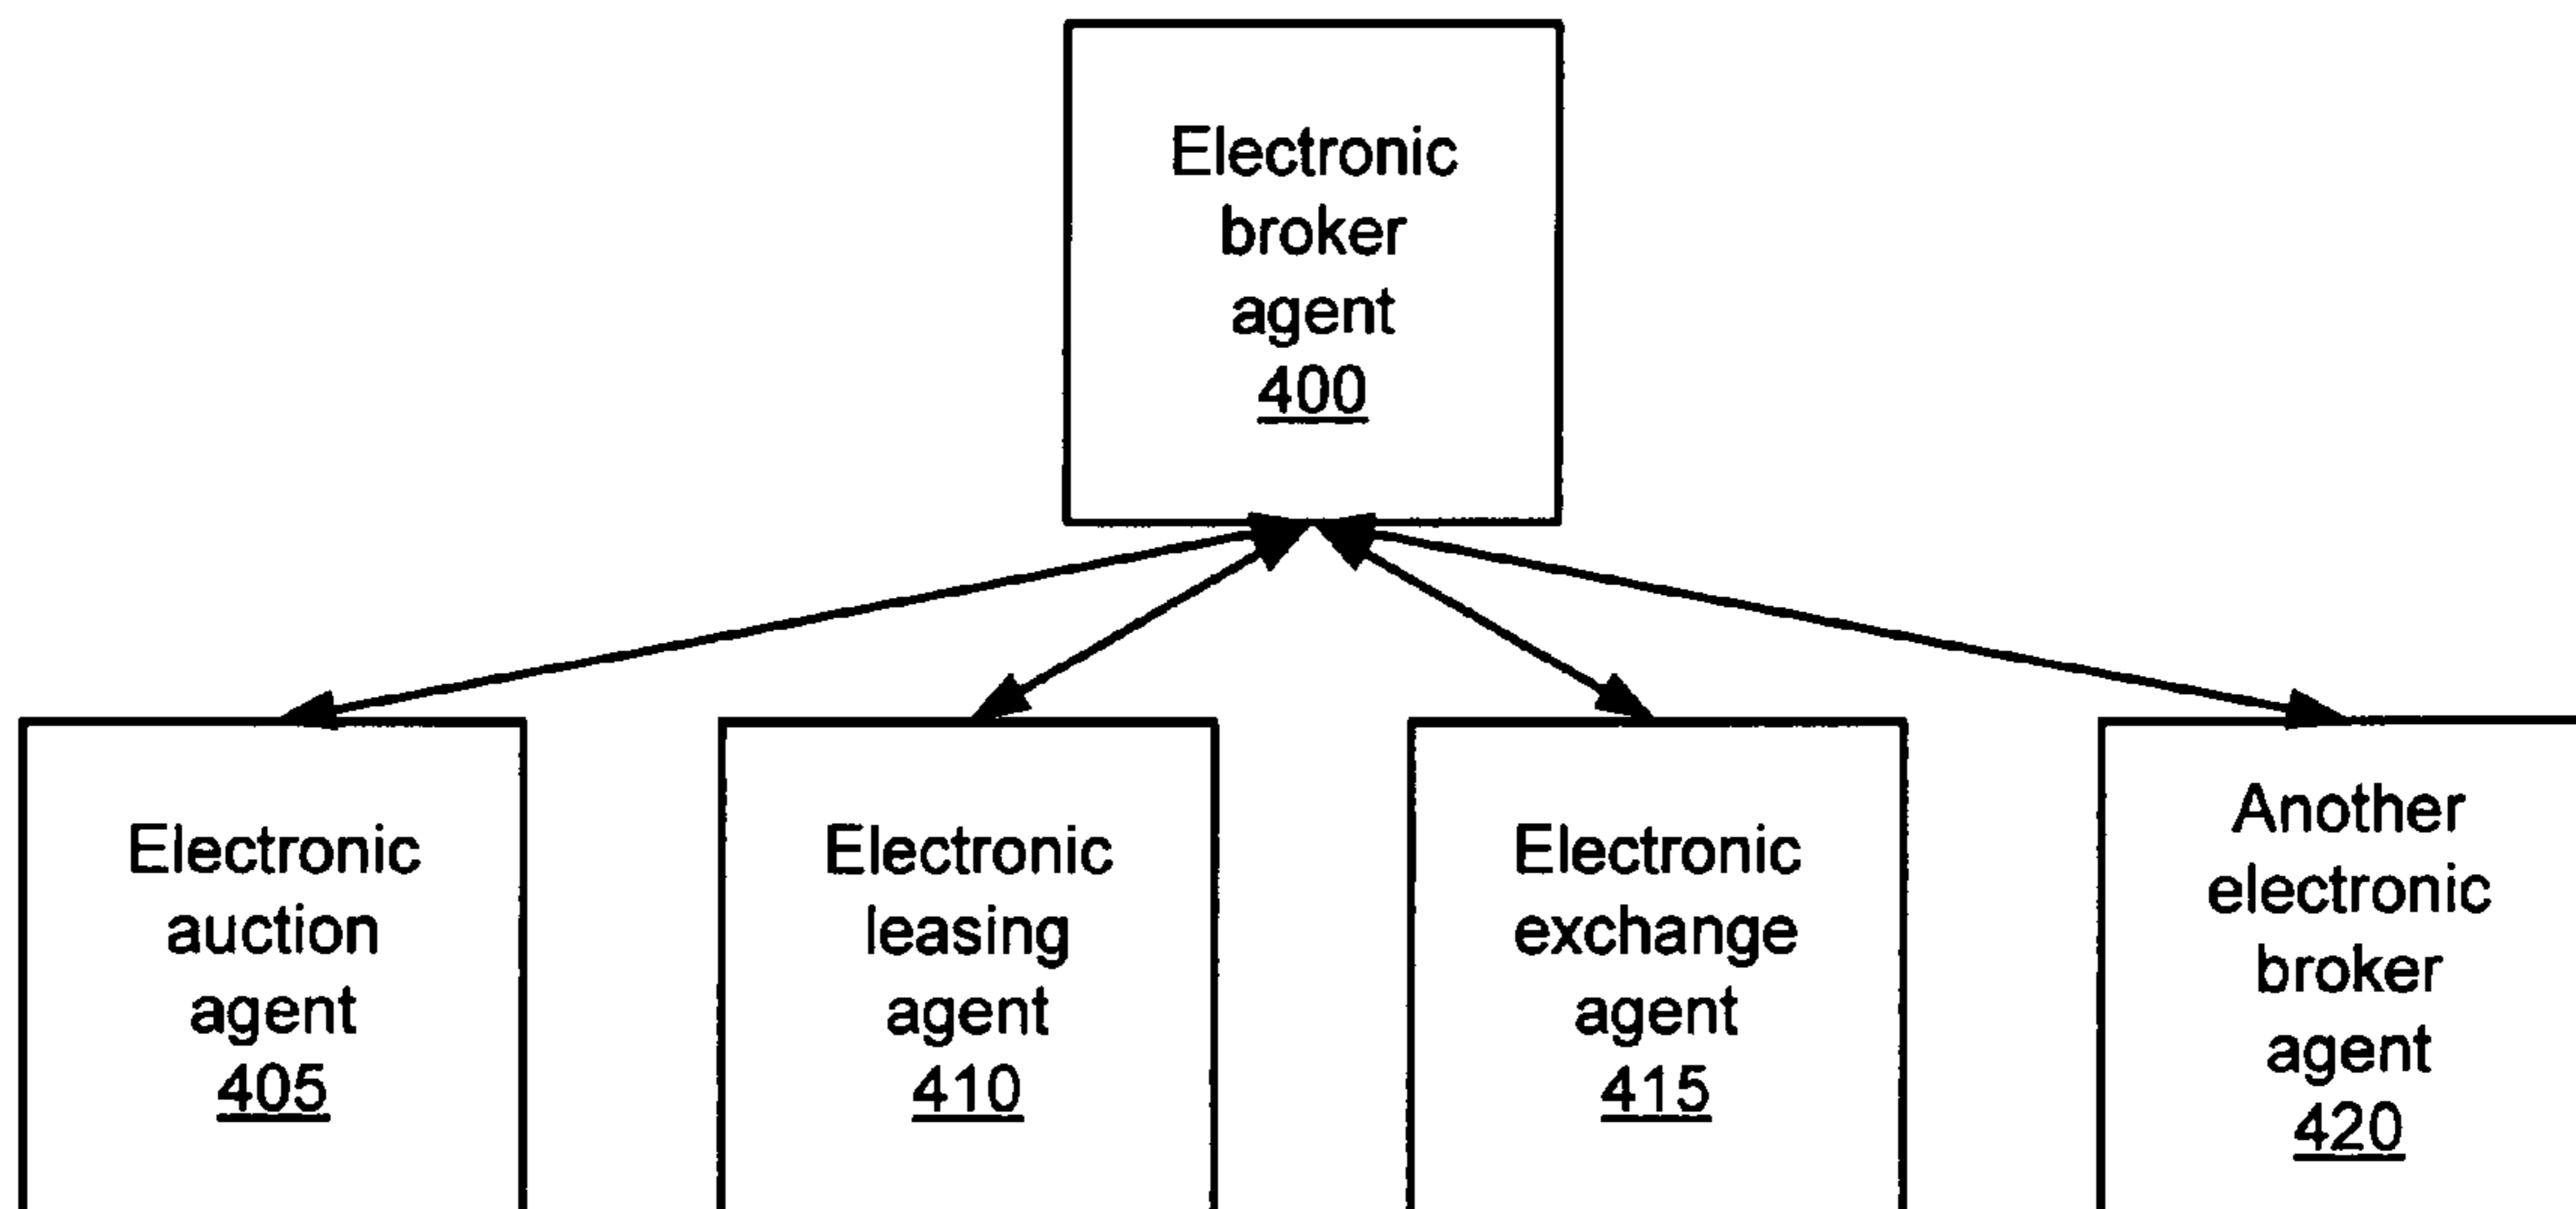 Electronic
broker
agent
400
Electronic
auction
agent
405
Electronic
leasing
agent
410
Electronic
exchange
agent
415
Another
electronic
broker
agent
420